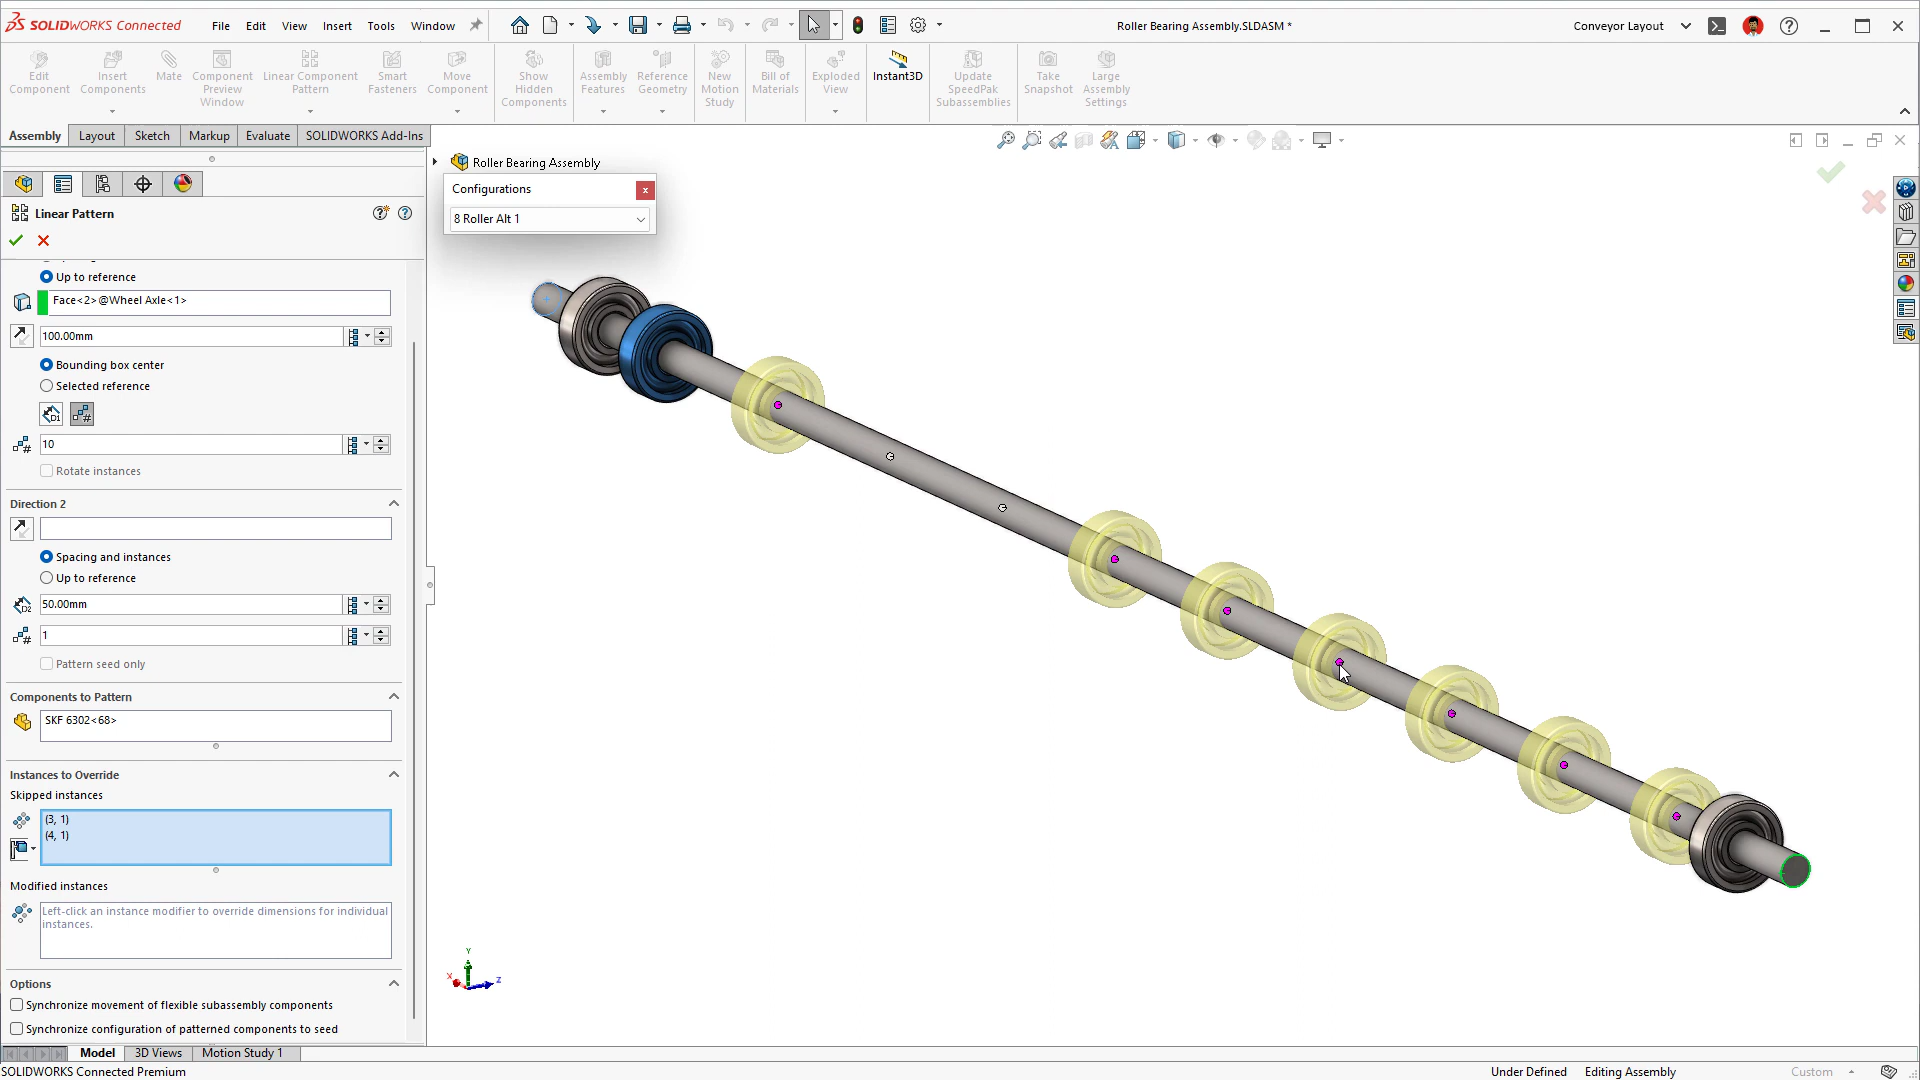 SOLIDWORKS Connected
File Edit View Insert Tools Window
Roller Bearing Assembly.SLDASM *
Conveyor Layout
Edit Component
Insert Components
Mate
Component Preview Window
Linear Component Pattern
Smart Fasteners
Move Component
Show Hidden Components
Assembly Features
Reference Geometry
New Motion Study
Bill of Materials
Exploded View
Instant3D
Update SpeedPak Subassemblies
Take Snapshot
Large Assembly Settings
Assembly Layout Sketch Markup Evaluate SOLIDWORKS Add-Ins
Roller Bearing Assembly
Configurations
8 Roller Alt 1
Linear Pattern
Up to reference
Face<2>@Wheel Axle<1>
100.00mm
Bounding box center
Selected reference
D1
#
# 10
Rotate instances
Direction 2
Spacing and instances
Up to reference
D2 50.00mm
# 1
Pattern seed only
Components to Pattern
SKF 6302<68>
Instances to Override
Skipped instances
(3, 1)
(4, 1)
Modified instances
Left-click an instance modifier to override dimensions for individual
instances.
Options
Synchronize movement of flexible subassembly components
Synchronize configuration of patterned components to seed
Y
X
Z
Model 3D Views Motion Study 1
SOLIDWORKS Connected Premium
Under Defined Editing Assembly Custom